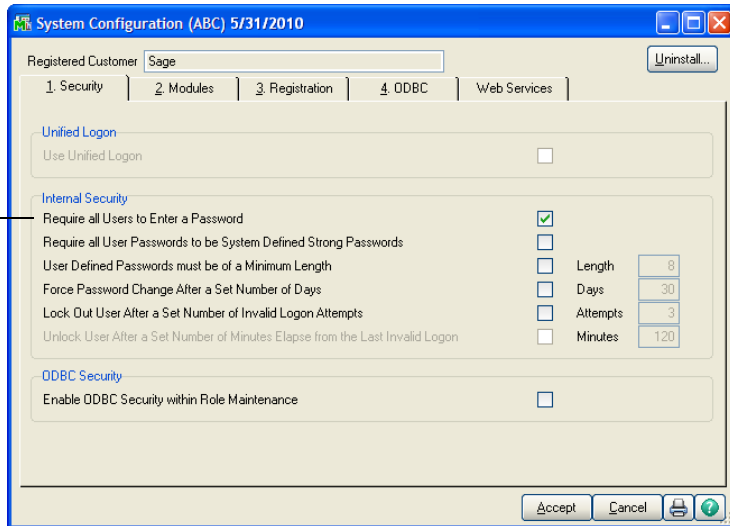 System Configuration (ABC) 5/31/2010
Registered Customer Sage Uninstall...
1. Security 2. Modules 3. Registration 4. ODBC Web Services
Unified Logon
Use Unified Logon
Internal Security
Require all Users to Enter a Password
Require all User Passwords to be System Defined Strong Passwords
User Defined Passwords must be of a Minimum Length Length 8
Force Password Change After a Set Number of Days Days 30
Lock Out User After a Set Number of Invalid Logon Attempts Attempts 3
Unlock User After a Set Number of Minutes Elapse from the Last Invalid Logon Minutes 120
ODBC Security
Enable ODBC Security within Role Maintenance
Accept Cancel